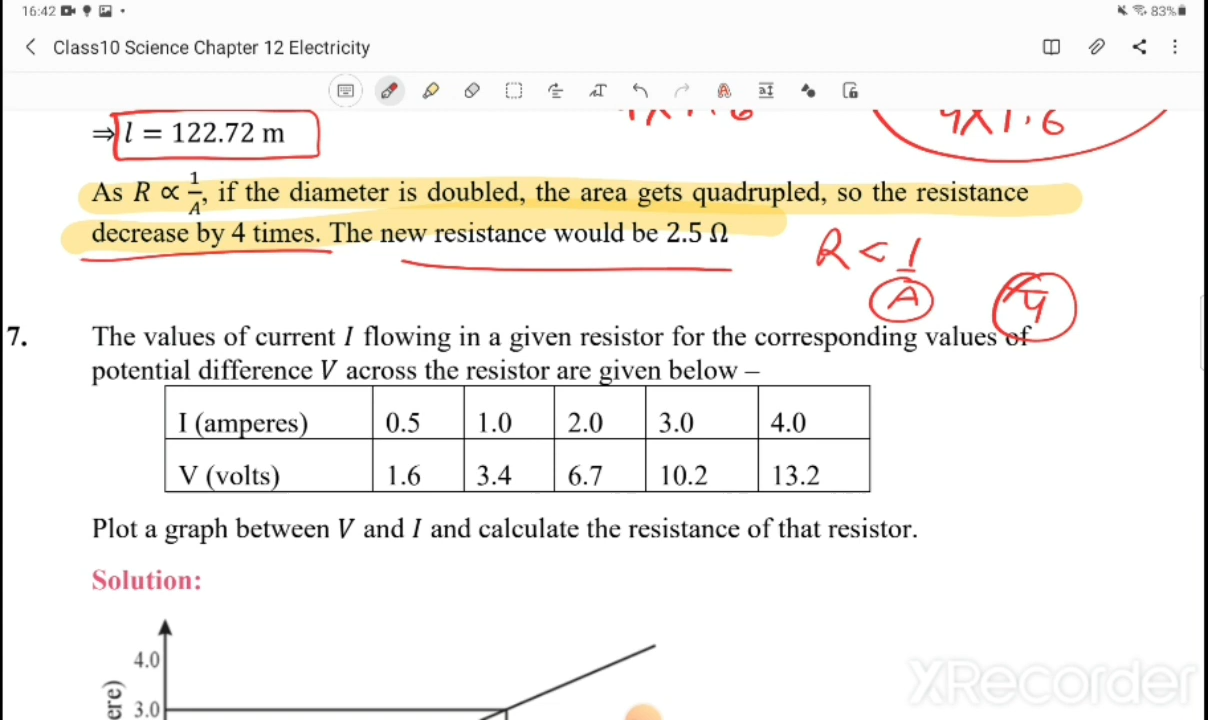 16:42
83%
Class10 Science Chapter 12 Electricity
⇒ l = 122.72 m
4×1.6
As R ∝ 1/A, if the diameter is doubled, the area gets quadrupled, so the resistance
decrease by 4 times. The new resistance would be 2.5 Ω
R < 1/A
4
7. The values of current I flowing in a given resistor for the corresponding values of
potential difference V across the resistor are given below –
I (amperes) 0.5 1.0 2.0 3.0 4.0
V (volts) 1.6 3.4 6.7 10.2 13.2
Plot a graph between V and I and calculate the resistance of that resistor.
Solution:
4.0
3.0
ere)
XRecorder